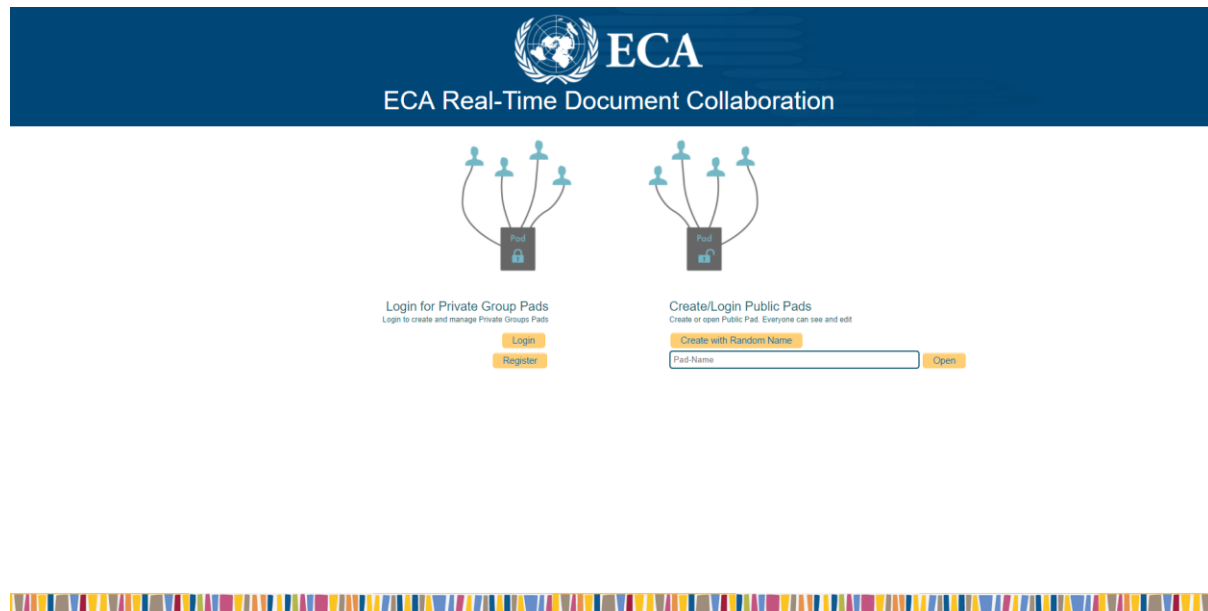 ECA
ECA Real-Time Document Collaboration
Pad
Login for Private Group Pads
Login to create and manage Private Groups Pads
Login
Register
Pad
Create/Login Public Pads
Create or open Public Pad. Everyone can see and edit
Create with Random Name
Pad-Name
Open